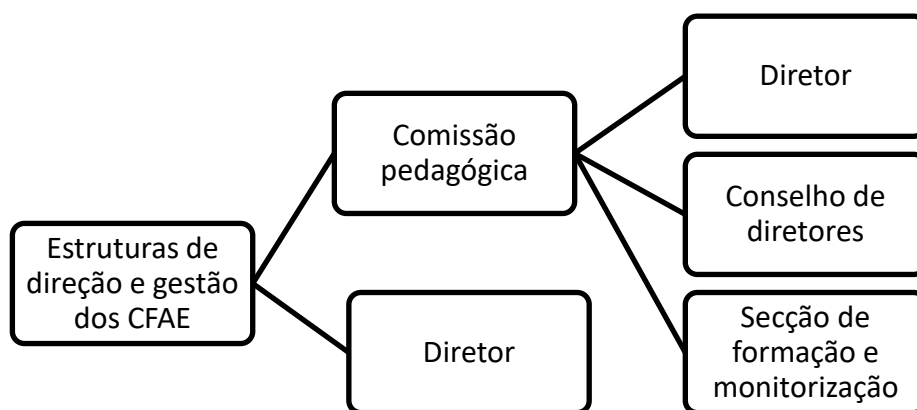 Estruturas de
direção e gestão
dos CFAE
Comissão
pedagógica
Diretor
Diretor
Conselho de
diretores
Secção de
formação e
monitorização